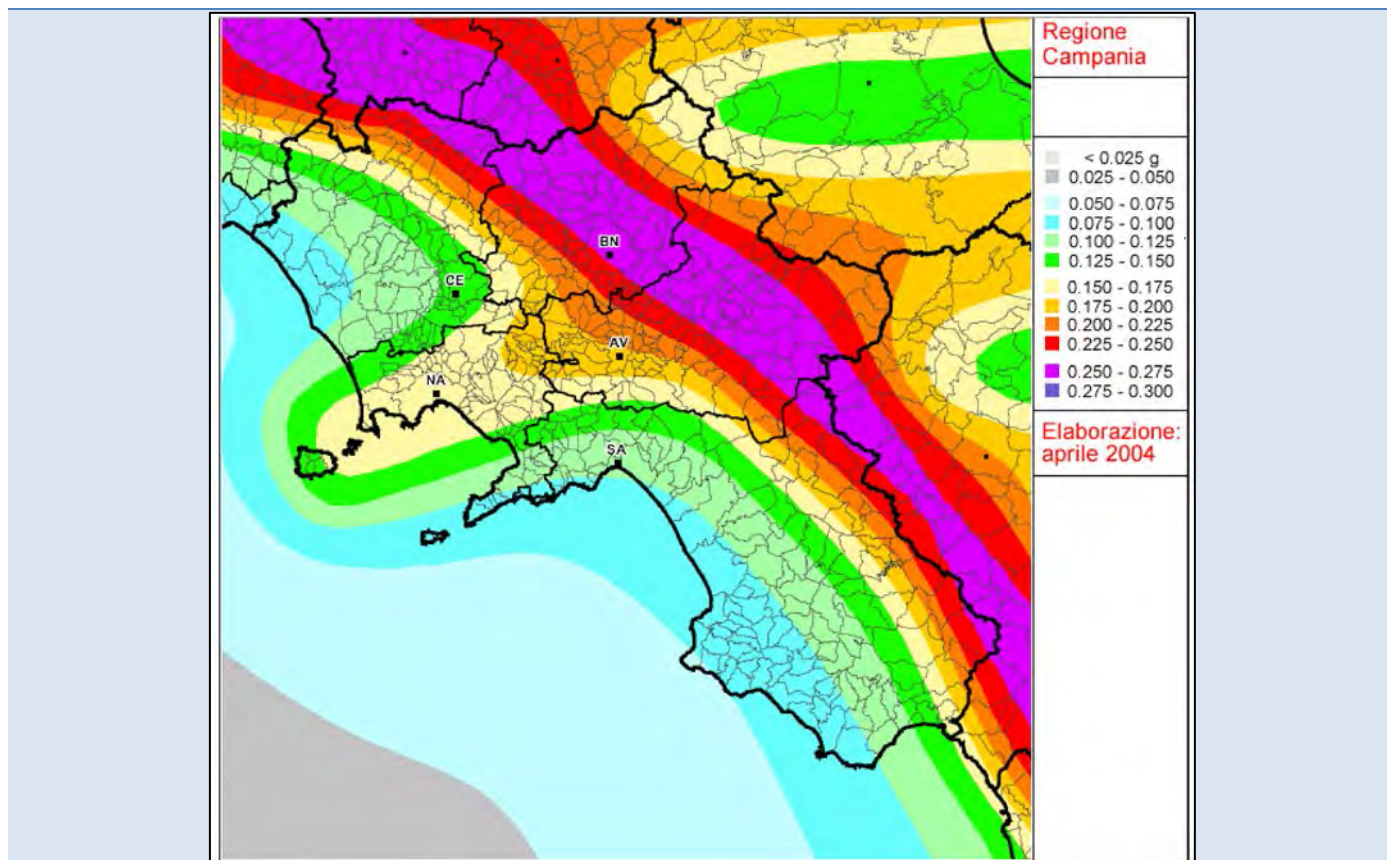 Regione
Campania
< 0.025 g
0.025 - 0.050
0.050 - 0.075
0.075 - 0.100
0.100 - 0.125
0.125 - 0.150
0.150 - 0.175
0.175 - 0.200
0.200 - 0.225
0.225 - 0.250
0.250 - 0.275
0.275 - 0.300
Elaborazione:
aprile 2004
BN
CE
AV
NA
SA